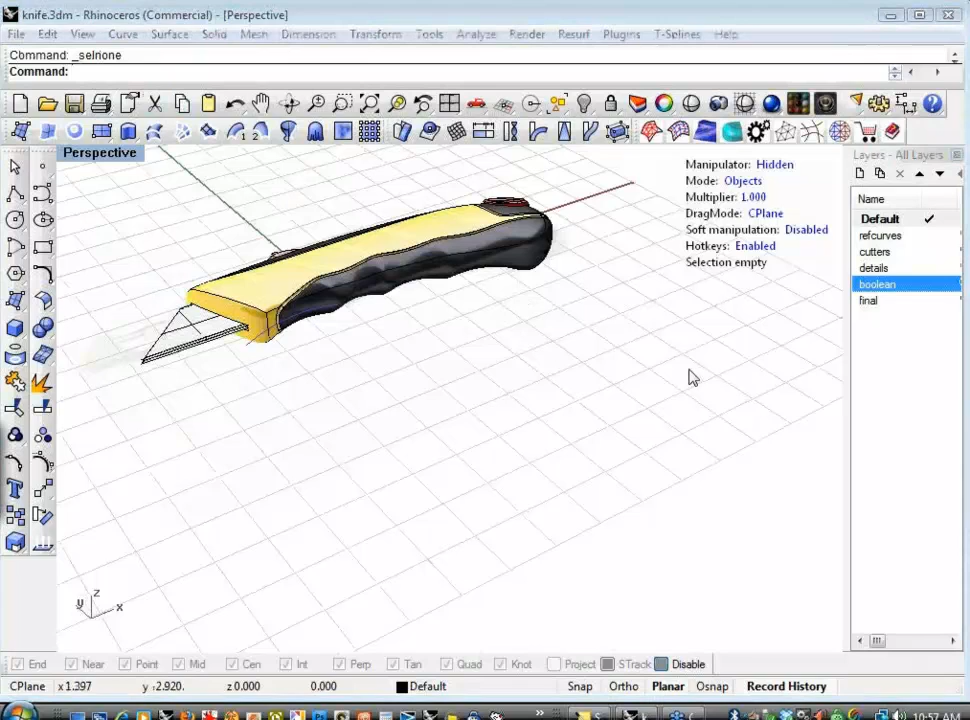 knife.3dm - Rhinoceros (Commercial) - [Perspective]
File Edit View Curve Surface Solid Mesh Dimension Transform Tools Analyze Render Resurf Plugins T-Splines Help
Command: _selnone
Command:
Perspective
Layers - All Layers
Manipulator: Hidden
Mode: Objects
Multiplier: 1.000
DragMode: CPlane
Soft manipulation: Disabled
Hotkeys: Enabled
Selection empty
Name
Default
refcurves
cutters
details
boolean
final
z
y
x
End Near Point Mid Cen Int Perp Tan Quad Knot Project STrack Disable
CPlane x 1.397 y -2.920. z 0.000 0.000 Default Snap Ortho Planar Osnap Record History
10:57 AM